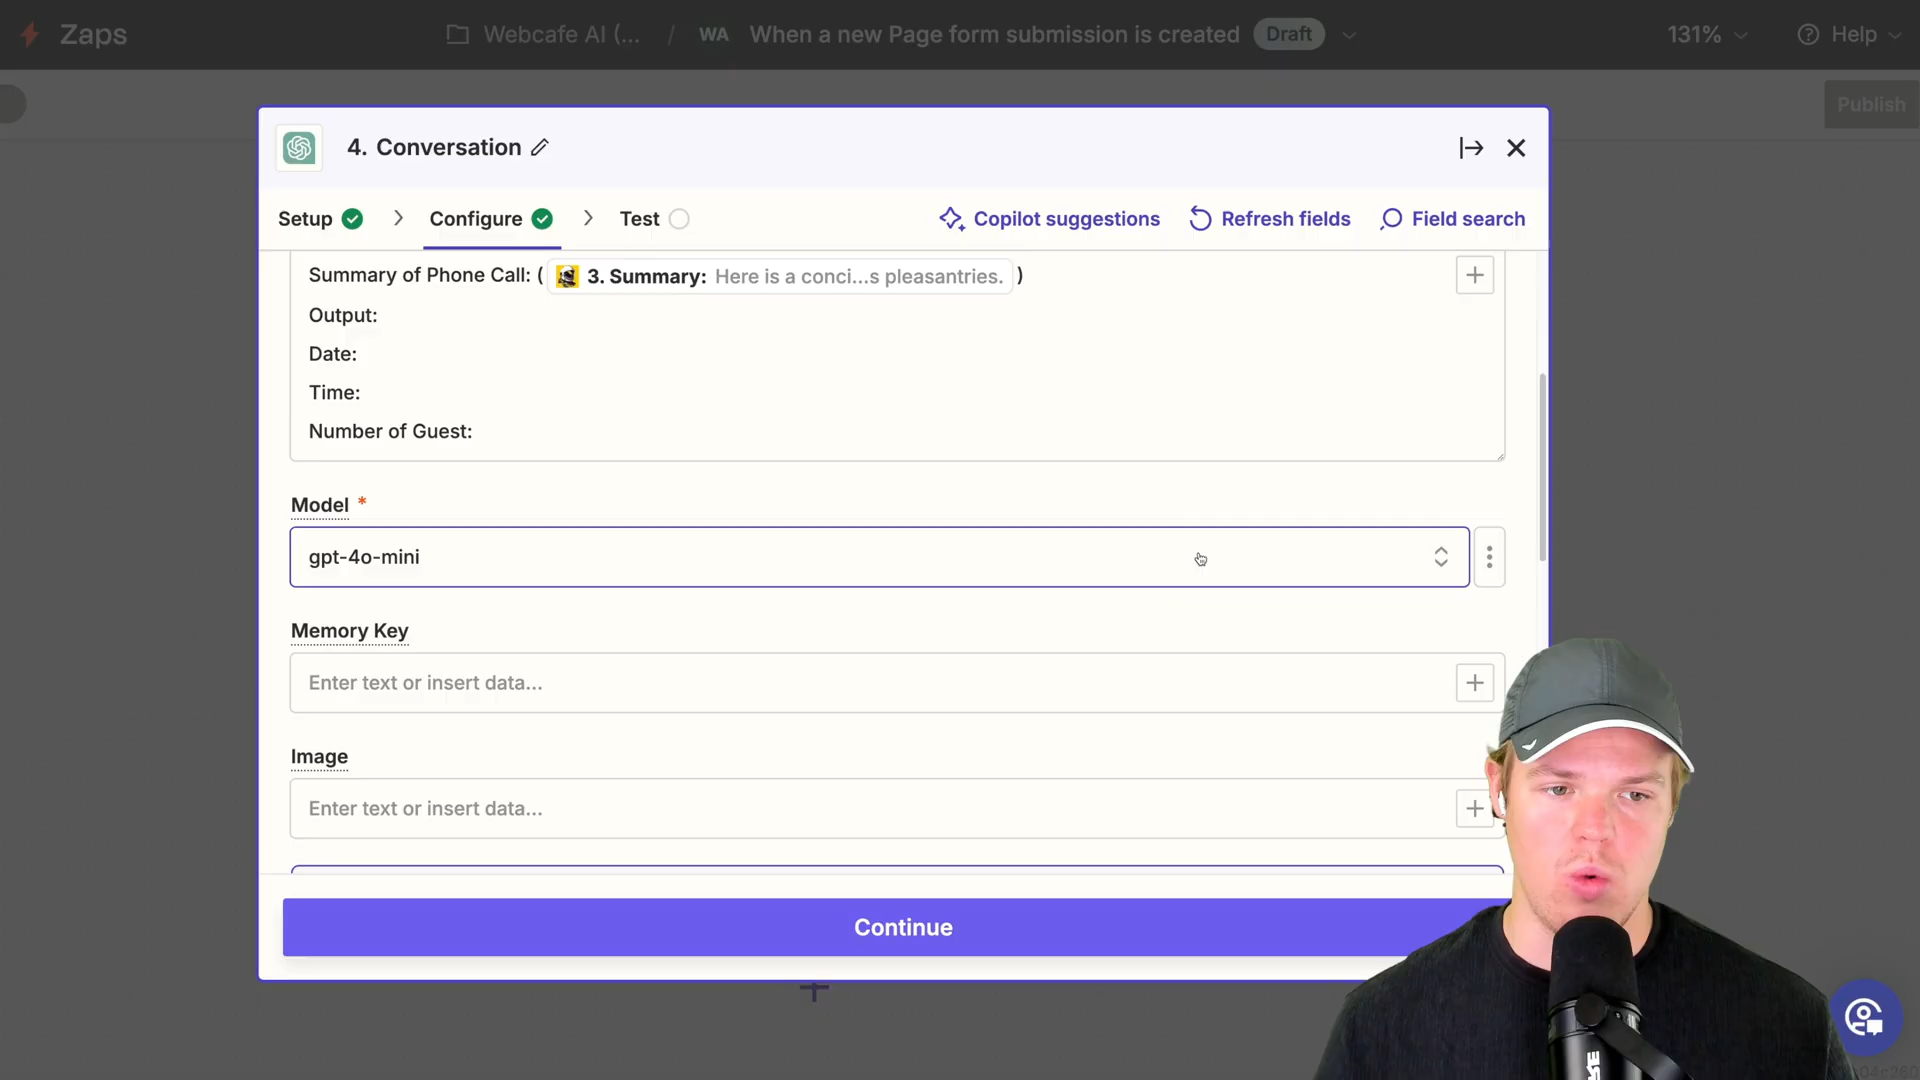 Zaps
Webcafe AI (... / WA When a new Page form submission is created Draft
131%
Help
Publish
4. Conversation
Setup
Configure
Test
Copilot suggestions
Refresh fields
Field search
Summary of Phone Call: ( 3. Summary: Here is a conci...s pleasantries. )
Output:
Date:
Time:
Number of Guest:
Model *
gpt-4o-mini
Memory Key
Enter text or insert data...
Image
Enter text or insert data...
Continue